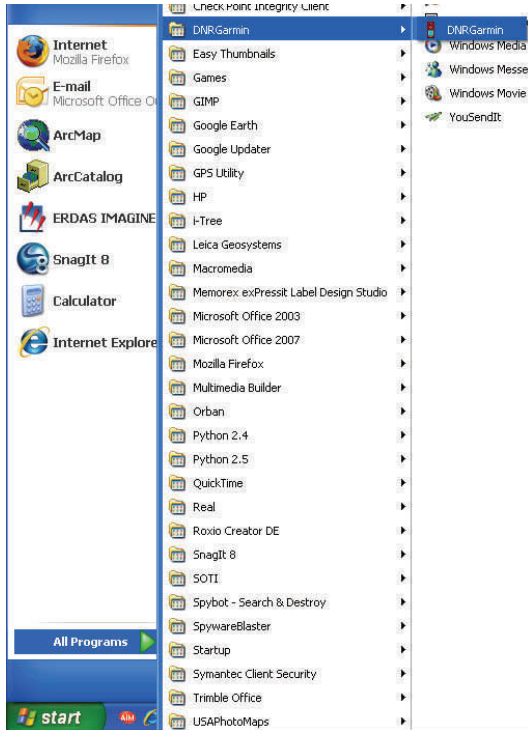 Internet
Mozilla Firefox
E-mail
Microsoft Office O
ArcMap
ArcCatalog
ERDAS IMAGINE
SnagIt 8
Calculator
Internet Explore
All Programs
start
Check Point Integrity Client
DNRGarmin
Easy Thumbnails
Games
GIMP
Google Earth
Google Updater
GPS Utility
HP
i-Tree
Leica Geosystems
Macromedia
Memorex exPressit Label Design Studio
Microsoft Office 2003
Microsoft Office 2007
Mozilla Firefox
Multimedia Builder
Orban
Python 2.4
Python 2.5
QuickTime
Real
Roxio Creator DE
SnagIt 8
SOTI
Spybot - Search & Destroy
SpywareBlaster
Startup
Symantec Client Security
Trimble Office
USAPhotoMaps
DNRGarmin
Windows Media
Windows Messe
Windows Movie
YouSendIt